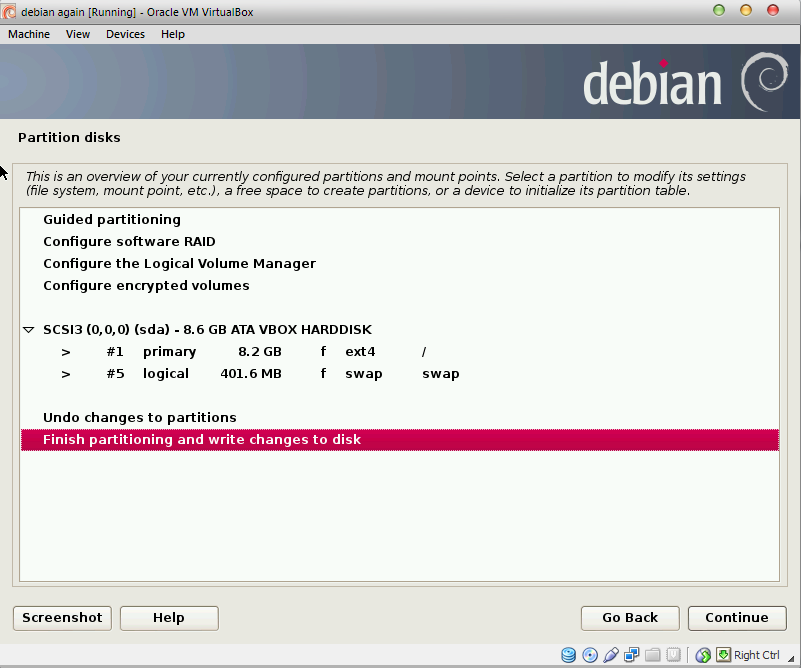 debian again [Running] - Oracle VM VirtualBox
Machine View Devices Help
debian
Partition disks
This is an overview of your currently configured partitions and mount points. Select a partition to modify its settings
(file system, mount point, etc.), a free space to create partitions, or a device to initialize its partition table.
Guided partitioning
Configure software RAID
Configure the Logical Volume Manager
Configure encrypted volumes
SCSI3 (0,0,0) (sda) - 8.6 GB ATA VBOX HARDDISK
> #1 primary 8.2 GB f ext4 /
> #5 logical 401.6 MB f swap swap
Undo changes to partitions
Finish partitioning and write changes to disk
Screenshot Help Go Back Continue
Right Ctrl